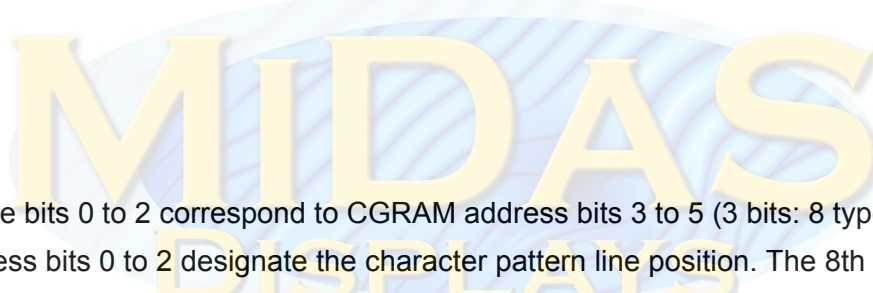 MIDAS
e bits 0 to 2 correspond to CGRAM address bits 3 to 5 (3 bits: 8 typ
ess bits 0 to 2 designate the character pattern line position. The 8th
DISPLAYS